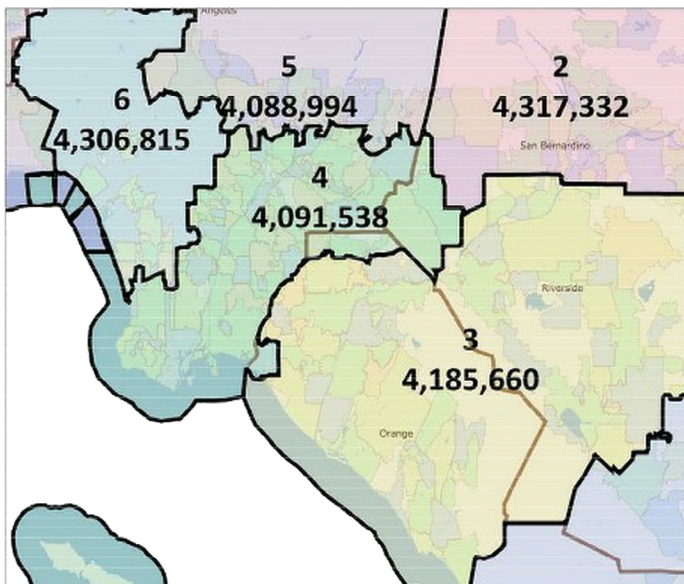 Angeles
5
4,088,994
2
4,317,332
San Bernardino
6
4,306,815
4
4,091,538
Riverside
3
4,185,660
Orange